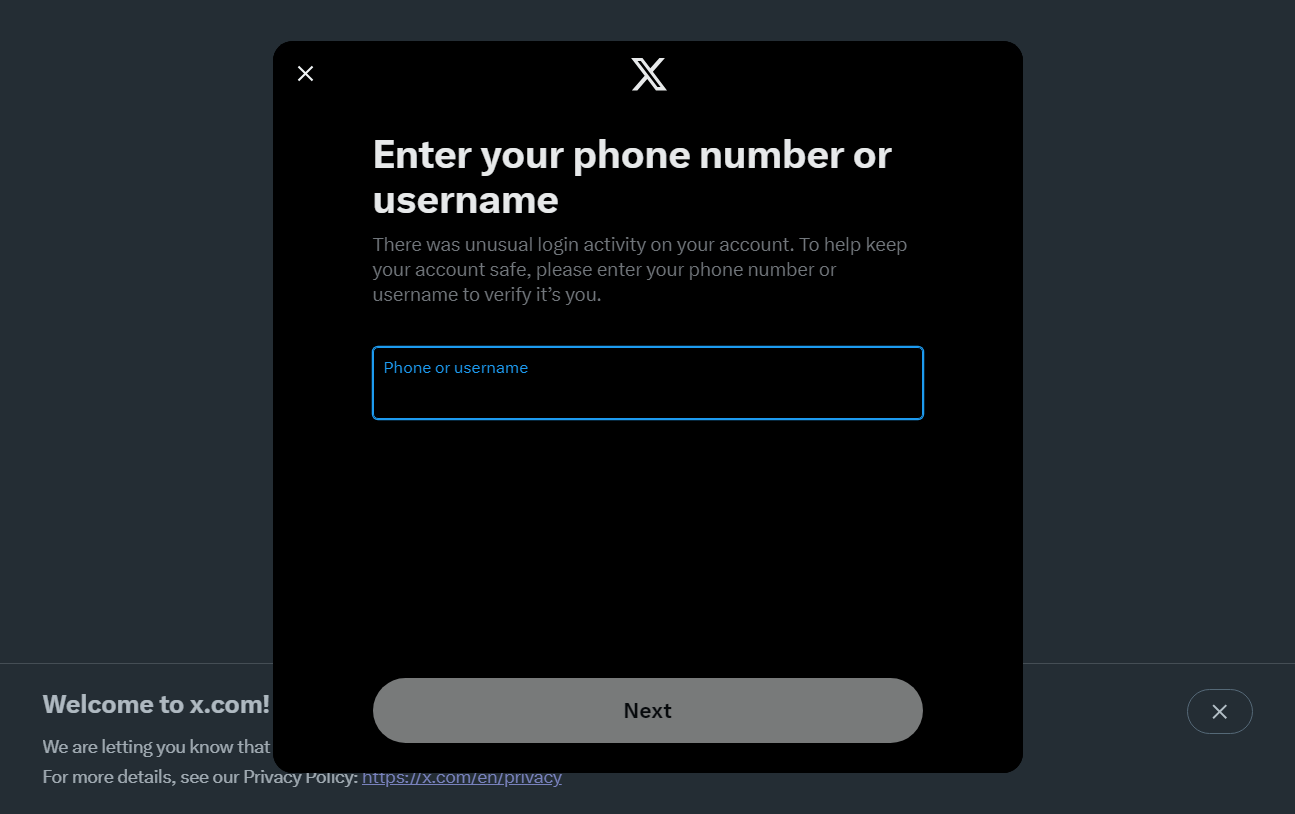 Enter your phone number or
username
There was unusual login activity on your account. To help keep
your account safe, please enter your phone number or
username to verify it’s you.
Phone or username
Next
Welcome to x.com!
We are letting you know that
For more details, see our Privacy Policy: https://x.com/en/privacy